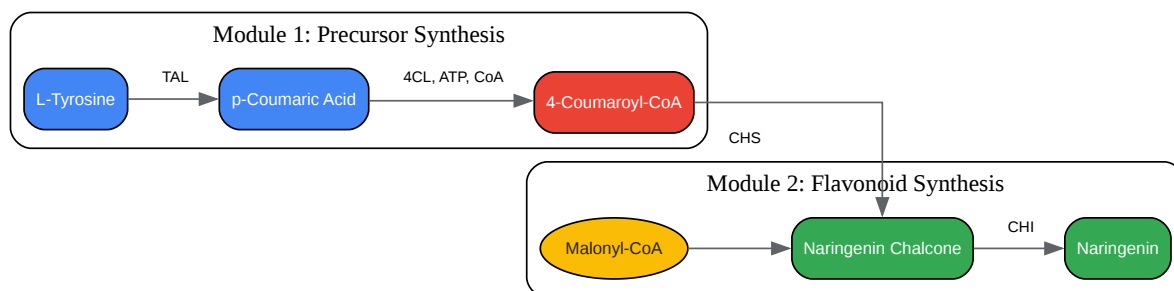 Module 1: Precursor Synthesis
L-Tyrosine
TAL
p-Coumaric Acid
4CL, ATP, CoA
4-Coumaroyl-CoA
CHS
Module 2: Flavonoid Synthesis
Malonyl-CoA
Naringenin Chalcone
CHI
Naringenin